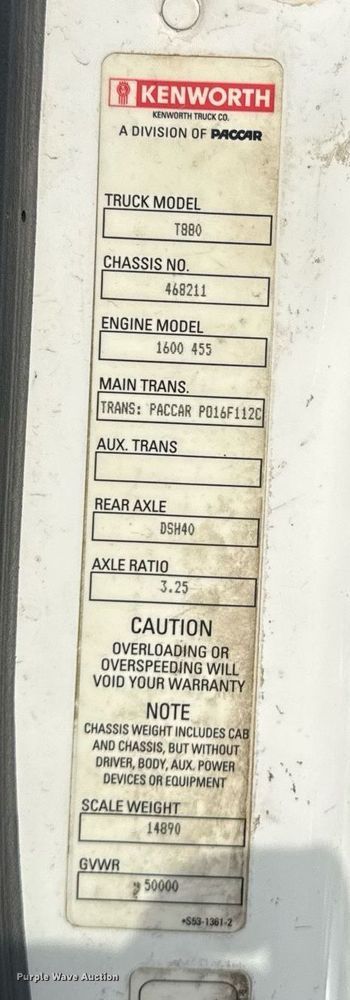 KENWORTH
KENWORTH TRUCK CO.
A DIVISION OF PACCAR
TRUCK MODEL
T880
CHASSIS NO.
468211
ENGINE MODEL
1600 455
MAIN TRANS.
TRANS: PACCAR PO16F112C
AUX. TRANS
REAR AXLE
DSH40
AXLE RATIO
3.25
CAUTION
OVERLOADING OR
OVERSPEEDING WILL
VOID YOUR WARRANTY
NOTE
CHASSIS WEIGHT INCLUDES CAB
AND CHASSIS, BUT WITHOUT
DRIVER, BODY, AUX. POWER
DEVICES OR EQUIPMENT
SCALE WEIGHT
14890
GVWR
50000
•S53-1361-2
Purple Wave Auction